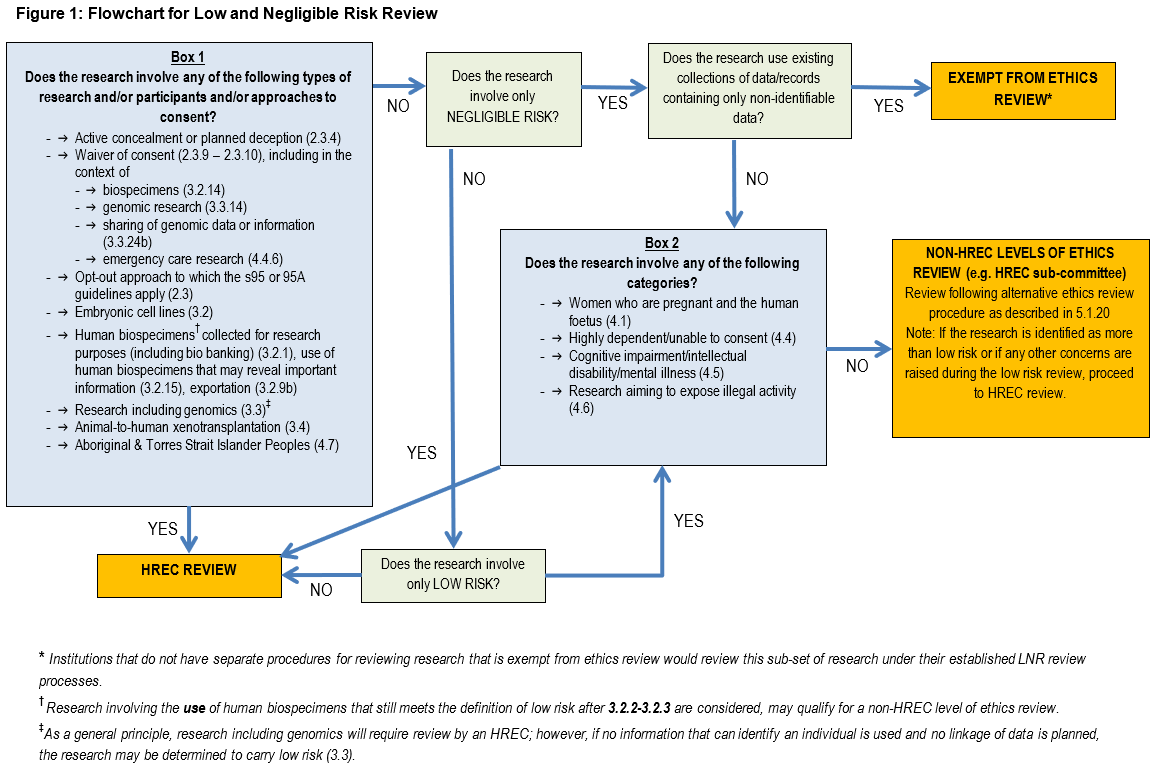 Figure 1: Flowchart for Low and Negligible Risk Review
Box 1
Does the research involve any of the following types of
research and/or participants and/or approaches to
consent?
- → Active concealment or planned deception (2.3.4)
- → Waiver of consent (2.3.9 – 2.3.10), including in the
context of
- → biospecimens (3.2.14)
- → genomic research (3.3.14)
- → sharing of genomic data or information
(3.3.24b)
- → emergency care research (4.4.6)
- → Opt-out approach to which the s95 or 95A
guidelines apply (2.3)
- → Embryonic cell lines (3.2)
- → Human biospecimens† collected for research
purposes (including bio banking) (3.2.1), use of
human biospecimens that may reveal important
information (3.2.15), exportation (3.2.9b)
- → Research including genomics (3.3)‡
- → Animal-to-human xenotransplantation (3.4)
- → Aboriginal & Torres Strait Islander Peoples (4.7)
NO
Does the research
involve only
NEGLIGIBLE RISK?
YES
Does the research use existing
collections of data/records
containing only non-identifiable
data?
YES
EXEMPT FROM ETHICS
REVIEW*
NO
NO
Box 2
Does the research involve any of the following
categories?
- → Women who are pregnant and the human
foetus (4.1)
- → Highly dependent/unable to consent (4.4)
- → Cognitive impairment/intellectual
disability/mental illness (4.5)
- → Research aiming to expose illegal activity
(4.6)
NO
NON-HREC LEVELS OF ETHICS
REVIEW (e.g. HREC sub-committee)
Review following alternative ethics review
procedure as described in 5.1.20
Note: If the research is identified as more
than low risk or if any other concerns are
raised during the low risk review, proceed
to HREC review.
YES
YES
YES
HREC REVIEW
NO
Does the research involve
only LOW RISK?
* Institutions that do not have separate procedures for reviewing research that is exempt from ethics review would review this sub-set of research under their established LNR review
processes.
† Research involving the use of human biospecimens that still meets the definition of low risk after 3.2.2-3.2.3 are considered, may qualify for a non-HREC level of ethics review.
‡As a general principle, research including genomics will require review by an HREC; however, if no information that can identify an individual is used and no linkage of data is planned,
the research may be determined to carry low risk (3.3).